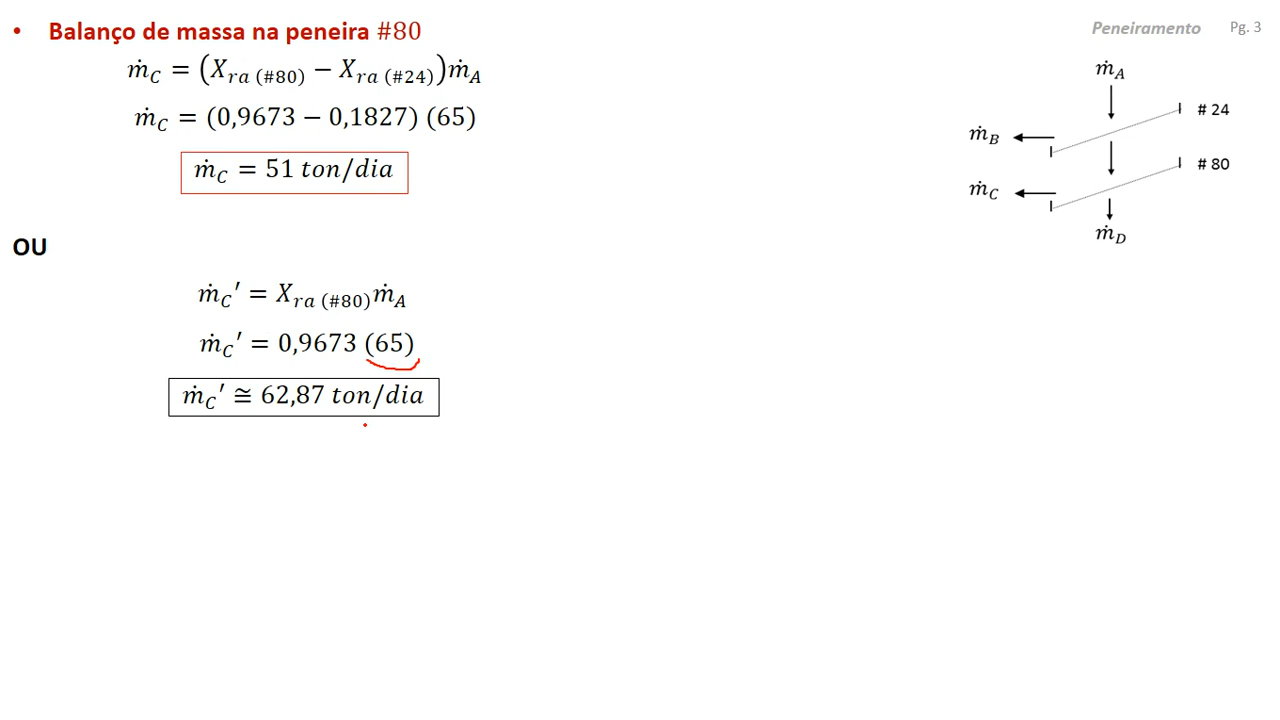 • Balanço de massa na peneira #80
Peneiramento Pg. 3
ṁ_C = (X_ra (#80) − X_ra (#24))ṁ_A
ṁ_C = (0,9673 − 0,1827) (65)
ṁ_C = 51 ton/dia
ṁ_A
# 24
ṁ_B
# 80
ṁ_C
ṁ_D
OU
ṁ_C′ = X_ra (#80)ṁ_A
ṁ_C′ = 0,9673 (65)
ṁ_C′ ≅ 62,87 ton/dia